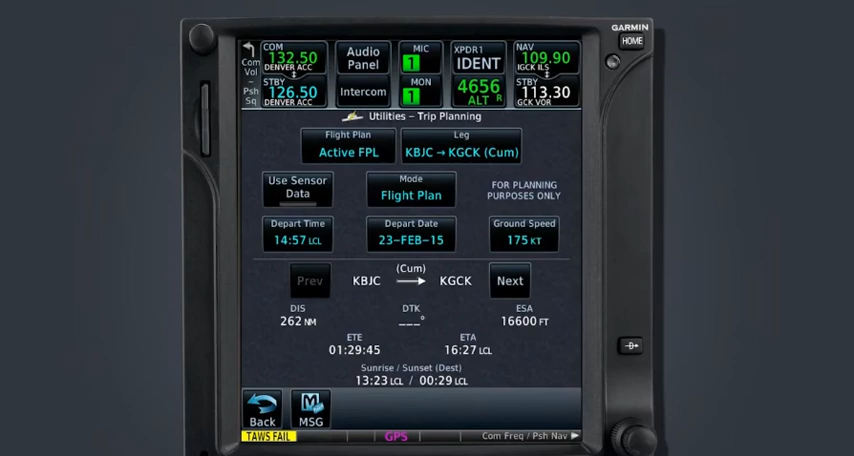 GARMIN
HOME
Com Vol – Psh Sq
COM
132.50
DENVER ACC
STBY
126.50
DENVER ACC
Audio Panel
Intercom
MIC
1
MON
1
XPDR1
IDENT
4656
ALT R
NAV
109.90
IGCK ILS
STBY
113.30
GCK VOR
Utilities – Trip Planning
Flight Plan
Active FPL
Leg
KBJC → KGCK (Cum)
Use Sensor
Data
Mode
Flight Plan
FOR PLANNING
PURPOSES ONLY
Depart Time
14:57 LCL
Depart Date
23-FEB-15
Ground Speed
175 KT
Prev
KBJC
(Cum)
→
KGCK
Next
DIS
262 NM
DTK
___°
ESA
16600 FT
ETE
01:29:45
ETA
16:27 LCL
Sunrise / Sunset (Dest)
13:23 LCL / 00:29 LCL
Back
MSG
TAWS FAIL
GPS
Com Freq / Psh Nav ▶